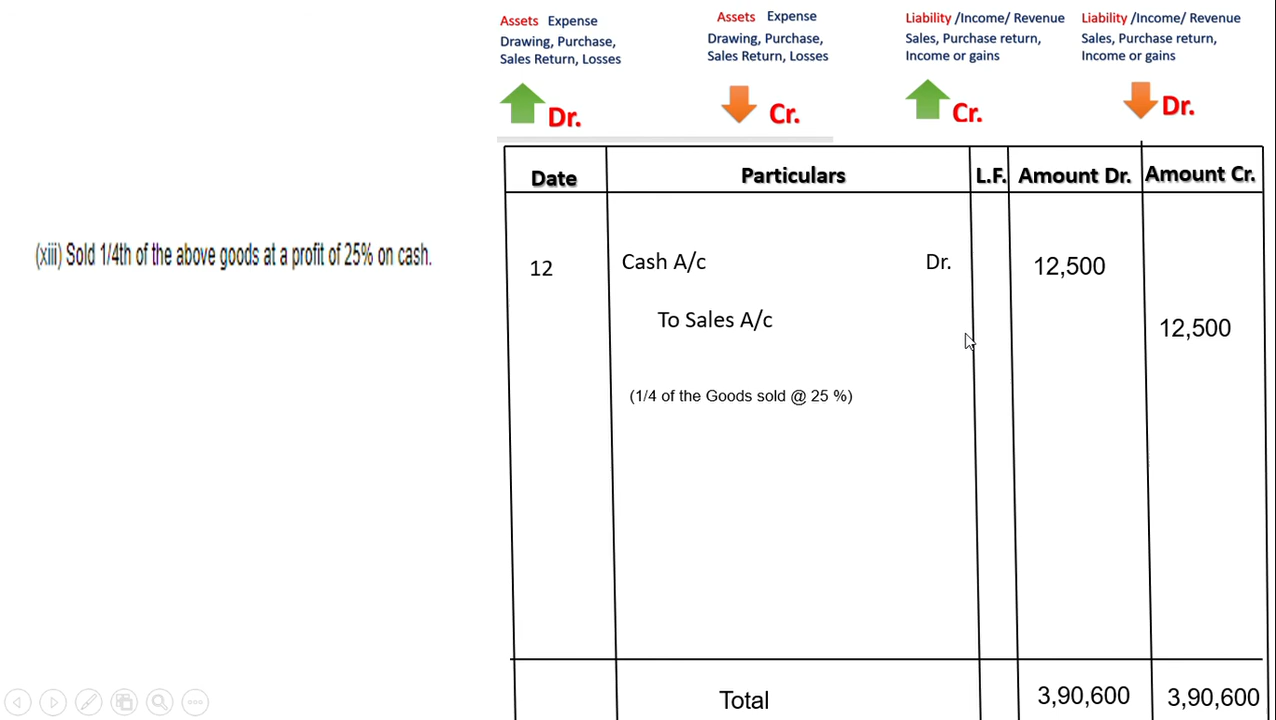 Assets Expense
Drawing, Purchase,
Sales Return, Losses
Dr.
Assets Expense
Drawing, Purchase,
Sales Return, Losses
Cr.
Liability /Income/ Revenue
Sales, Purchase return,
Income or gains
Cr.
Liability /Income/ Revenue
Sales, Purchase return,
Income or gains
Dr.
(xiii) Sold 1/4th of the above goods at a profit of 25% on cash.
Date Particulars L.F. Amount Dr. Amount Cr.
12 Cash A/c Dr. 12,500
To Sales A/c 12,500
(1/4 of the Goods sold @ 25 %)
Total 3,90,600 3,90,600